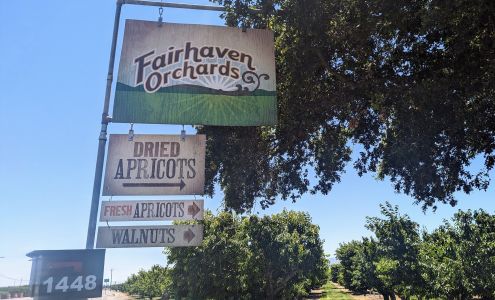 Fairhaven
Orchards
DRIED
APRICOTS
FRESH APRICOTS
WALNUTS
1448